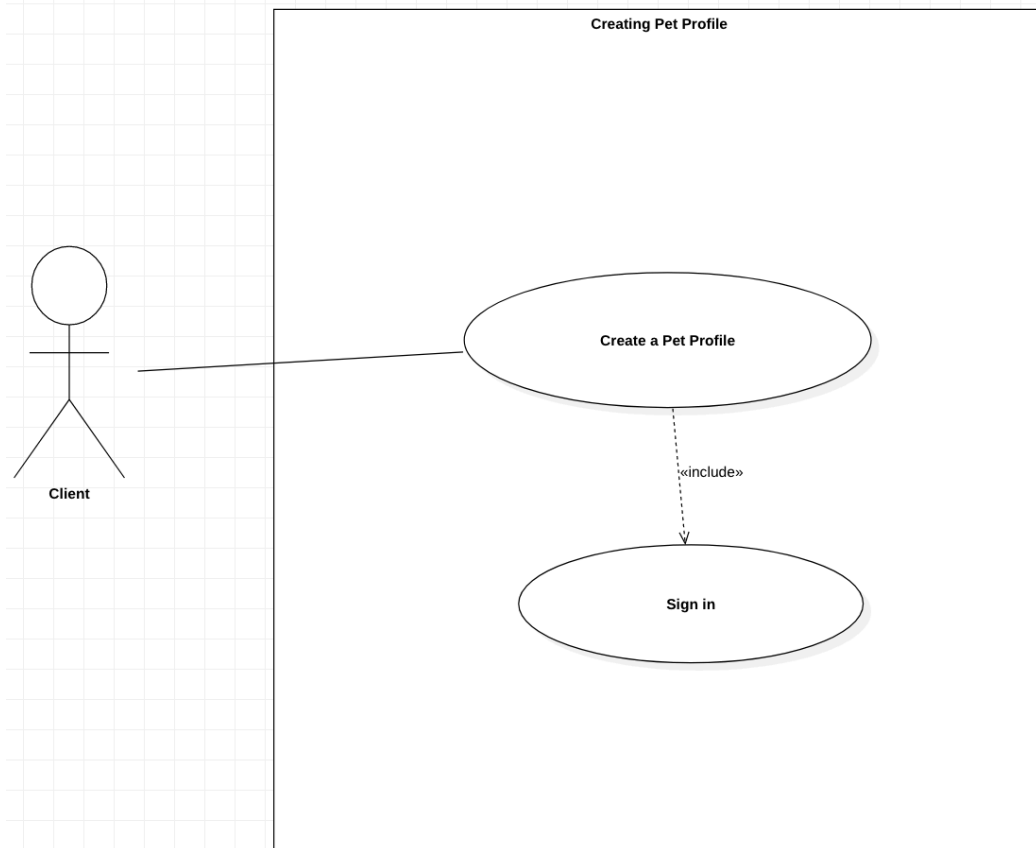 Creating Pet Profile
Create a Pet Profile
«include»
Client
Sign in